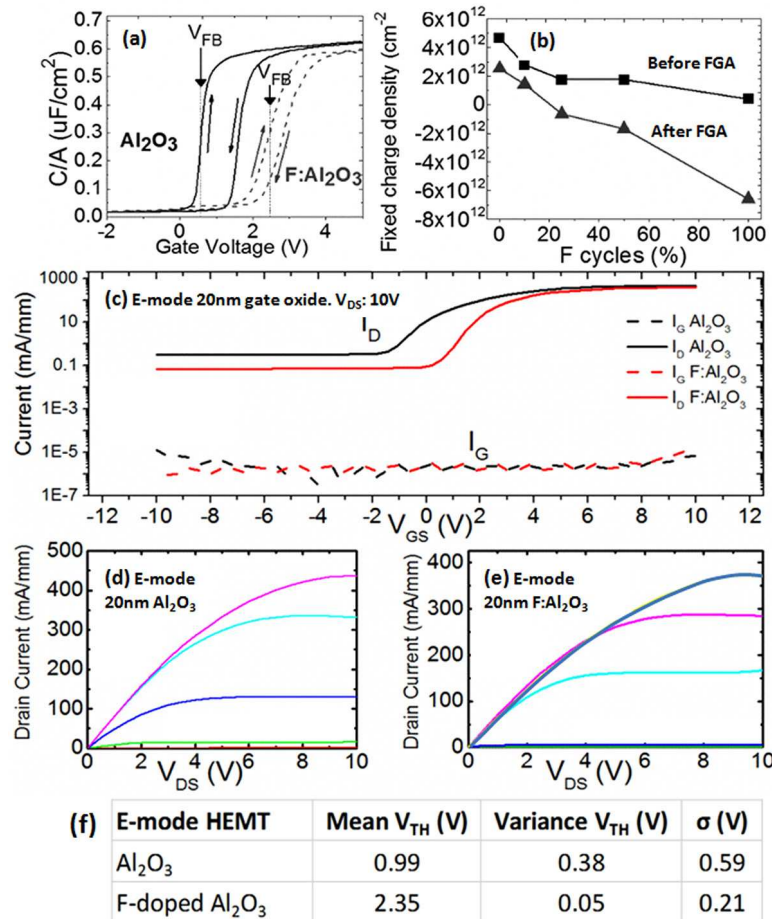 (a)
V_FB
V_FB
Al₂O₃
F:Al₂O₃
C/A (uF/cm²)
0.6
0.5
0.4
0.3
0.2
0.1
0.0
-2 0 2 4
Gate Voltage (V)
(b)
Before FGA
After FGA
Fixed charge density (cm⁻²
6x10¹²
4x10¹²
2x10¹²
0
-2x10¹²
-4x10¹²
6x10¹²
-8x10¹²
0 25 50 75 100
F cycles (%)
(c) E-mode 20nm gate oxide. V_DS: 10V
I_D
I_G
I_G Al₂O₃
I_D Al₂O₃
I_G F:Al₂O₃
I_D F:Al₂O₃
Current (mA/mm)
1000
10
0.1
1E-3
1E-5
1E-7
-12 -10 -8 -6 -4 -2 0 2 4 6 8 10 12
V_GS (V)
(d) E-mode
20nm Al₂O₃
Drain Current (mA/mm)
500
400
300
200
100
0
0 2 4 6 8 10
V_DS (V)
(e) E-mode
20nm F:Al₂O₃
Drain Current (mA/mm)
400
300
200
100
0
0 2 4 6 8 10
V_DS (V)
(f)
E-mode HEMT Mean V_TH (V) Variance V_TH (V) σ (V)
Al₂O₃ 0.99 0.38 0.59
F-doped Al₂O₃ 2.35 0.05 0.21